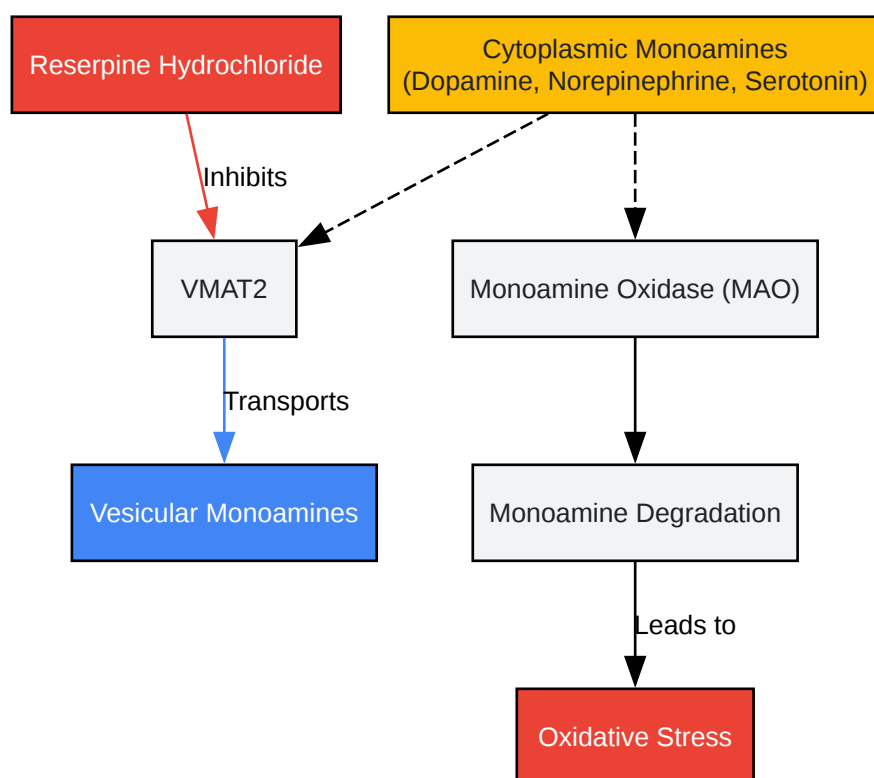 Reserpine Hydrochloride
Cytoplasmic Monoamines
(Dopamine, Norepinephrine, Serotonin)
Inhibits
VMAT2
Monoamine Oxidase (MAO)
Transports
Vesicular Monoamines
Monoamine Degradation
Leads to
Oxidative Stress